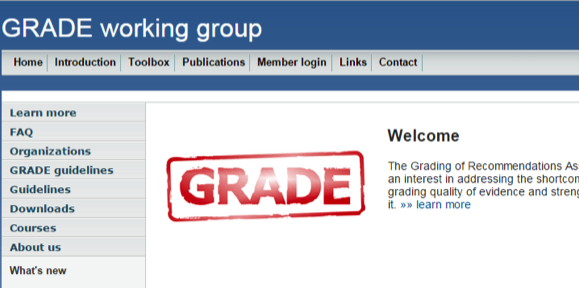 GRADE working group
Home Introduction Toolbox Publications Member login Links Contact
Learn more
FAQ
Organizations
GRADE guidelines
Guidelines
Downloads
Courses
About us
What's new
GRADE
Welcome
The Grading of Recommendations As
an interest in addressing the shortcom
grading quality of evidence and streng
it. »» learn more